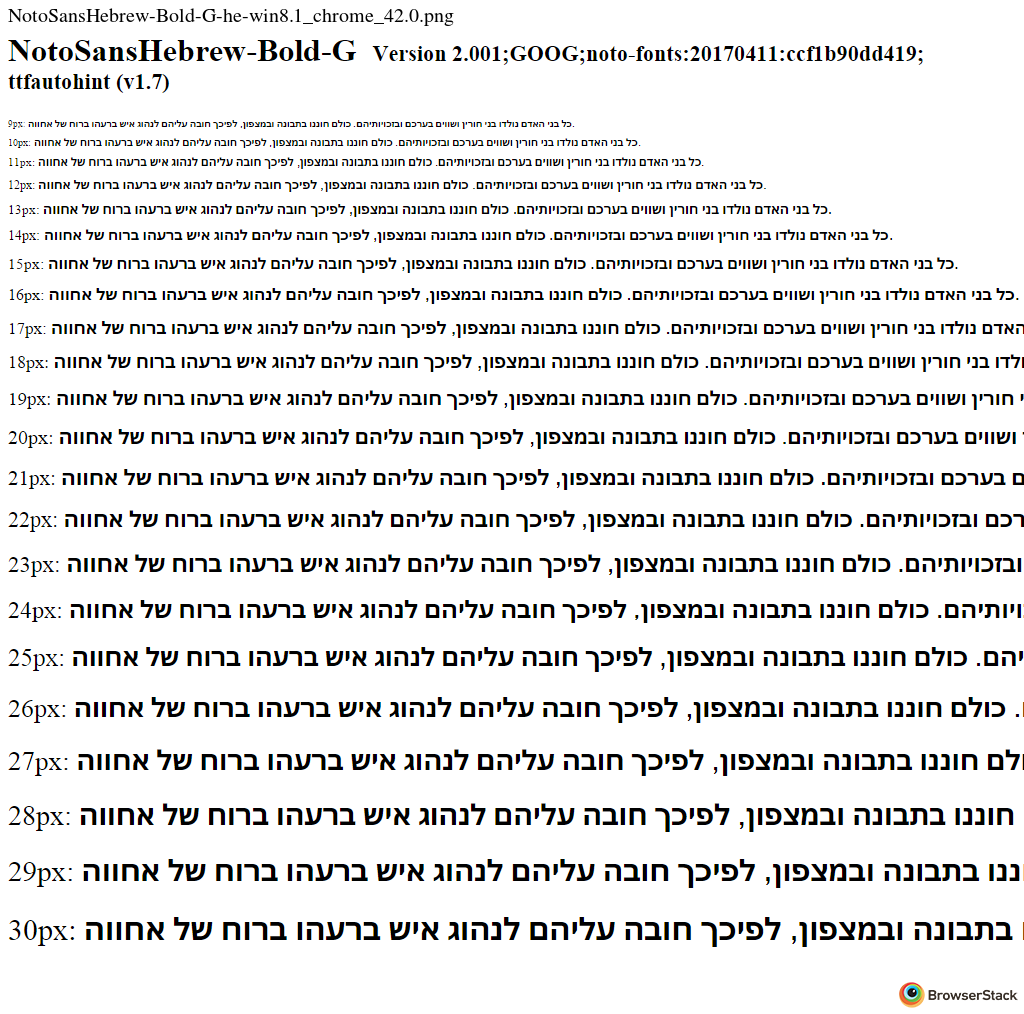 NotoSansHebrew-Bold-G-he-win8.1_chrome_42.0.png
NotoSansHebrew-Bold-G Version 2.001;GOOG;noto-fonts:20170411:ccf1b90dd419;
ttfautohint (v1.7)
9px: כל בני האדם נולדו בני חורין ושווים בערכם ובזכויותיהם. כולם חוננו בתבונה ובמצפון, לפיכך חובה עליהם לנהוג איש ברעהו ברוח של אחווה.
10px: כל בני האדם נולדו בני חורין ושווים בערכם ובזכויותיהם. כולם חוננו בתבונה ובמצפון, לפיכך חובה עליהם לנהוג איש ברעהו ברוח של אחווה.
11px: כל בני האדם נולדו בני חורין ושווים בערכם ובזכויותיהם. כולם חוננו בתבונה ובמצפון, לפיכך חובה עליהם לנהוג איש ברעהו ברוח של אחווה.
12px: כל בני האדם נולדו בני חורין ושווים בערכם ובזכויותיהם. כולם חוננו בתבונה ובמצפון, לפיכך חובה עליהם לנהוג איש ברעהו ברוח של אחווה.
13px: כל בני האדם נולדו בני חורין ושווים בערכם ובזכויותיהם. כולם חוננו בתבונה ובמצפון, לפיכך חובה עליהם לנהוג איש ברעהו ברוח של אחווה.
14px: כל בני האדם נולדו בני חורין ושווים בערכם ובזכויותיהם. כולם חוננו בתבונה ובמצפון, לפיכך חובה עליהם לנהוג איש ברעהו ברוח של אחווה.
15px: כל בני האדם נולדו בני חורין ושווים בערכם ובזכויותיהם. כולם חוננו בתבונה ובמצפון, לפיכך חובה עליהם לנהוג איש ברעהו ברוח של אחווה.
16px: כל בני האדם נולדו בני חורין ושווים בערכם ובזכויותיהם. כולם חוננו בתבונה ובמצפון, לפיכך חובה עליהם לנהוג איש ברעהו ברוח של אחווה.
17px: האדם נולדו בני חורין ושווים בערכם ובזכויותיהם. כולם חוננו בתבונה ובמצפון, לפיכך חובה עליהם לנהוג איש ברעהו ברוח של אחווה
18px: בני חורין ושווים בערכם ובזכויותיהם. כולם חוננו בתבונה ובמצפון, לפיכך חובה עליהם לנהוג איש ברעהו ברוח של אחווה
19px: חורין ושווים בערכם ובזכויותיהם. כולם חוננו בתבונה ובמצפון, לפיכך חובה עליהם לנהוג איש ברעהו ברוח של אחווה
20px: ושווים בערכם ובזכויותיהם. כולם חוננו בתבונה ובמצפון, לפיכך חובה עליהם לנהוג איש ברעהו ברוח של אחווה
21px: בערכם ובזכויותיהם. כולם חוננו בתבונה ובמצפון, לפיכך חובה עליהם לנהוג איש ברעהו ברוח של אחווה
22px: ובזכויותיהם. כולם חוננו בתבונה ובמצפון, לפיכך חובה עליהם לנהוג איש ברעהו ברוח של אחווה
23px: ובזכויותיהם. כולם חוננו בתבונה ובמצפון, לפיכך חובה עליהם לנהוג איש ברעהו ברוח של אחווה
24px: כולם חוננו בתבונה ובמצפון, לפיכך חובה עליהם לנהוג איש ברעהו ברוח של אחווה
25px: כולם חוננו בתבונה ובמצפון, לפיכך חובה עליהם לנהוג איש ברעהו ברוח של אחווה
26px: . כולם חוננו בתבונה ובמצפון, לפיכך חובה עליהם לנהוג איש ברעהו ברוח של אחווה
27px: חוננו בתבונה ובמצפון, לפיכך חובה עליהם לנהוג איש ברעהו ברוח של אחווה
28px: חוננו בתבונה ובמצפון, לפיכך חובה עליהם לנהוג איש ברעהו ברוח של אחווה
29px: בתבונה ובמצפון, לפיכך חובה עליהם לנהוג איש ברעהו ברוח של אחווה
30px: בתבונה ובמצפון, לפיכך חובה עליהם לנהוג איש ברעהו ברוח של אחווה
BrowserStack